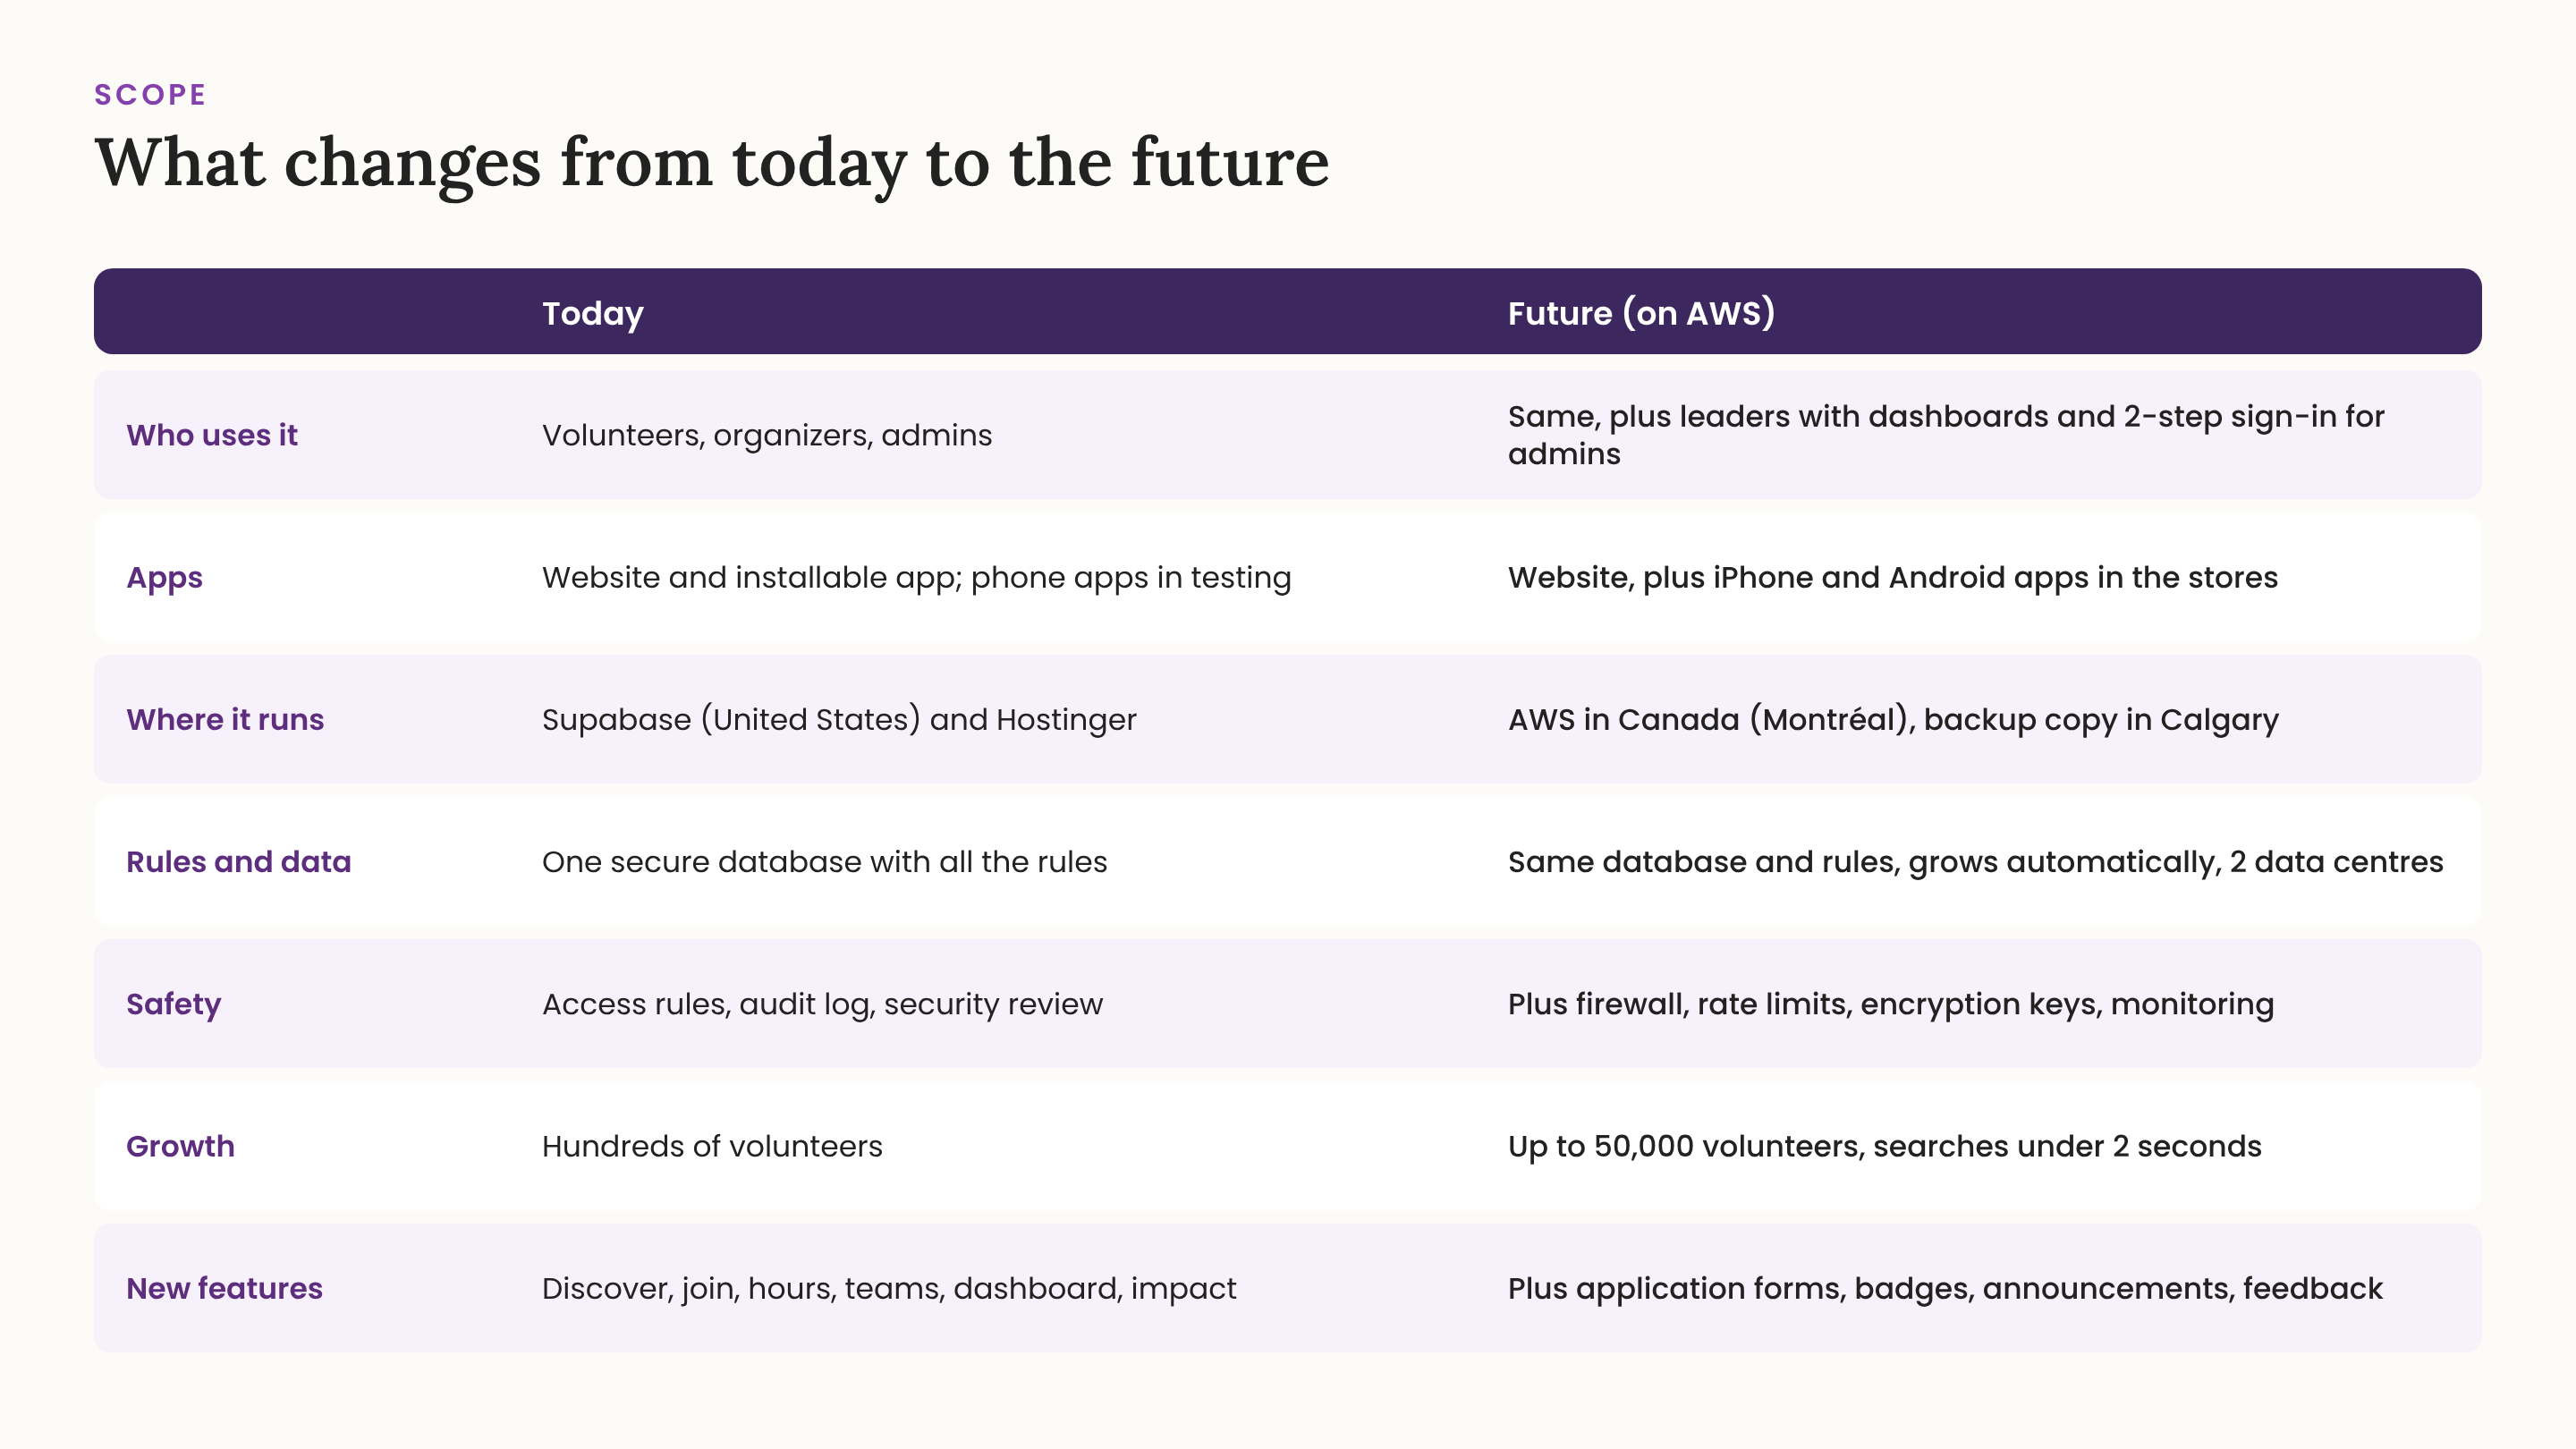 SCOPE
What changes from today to the future
Today
Future (on AWS)
Who uses it
Volunteers, organizers, admins
Same, plus leaders with dashboards and 2-step sign-in for
admins
Apps
Website and installable app; phone apps in testing
Website, plus iPhone and Android apps in the stores
Where it runs
Supabase (United States) and Hostinger
AWS in Canada (Montréal), backup copy in Calgary
Rules and data
One secure database with all the rules
Same database and rules, grows automatically, 2 data centres
Safety
Access rules, audit log, security review
Plus firewall, rate limits, encryption keys, monitoring
Growth
Hundreds of volunteers
Up to 50,000 volunteers, searches under 2 seconds
New features
Discover, join, hours, teams, dashboard, impact
Plus application forms, badges, announcements, feedback